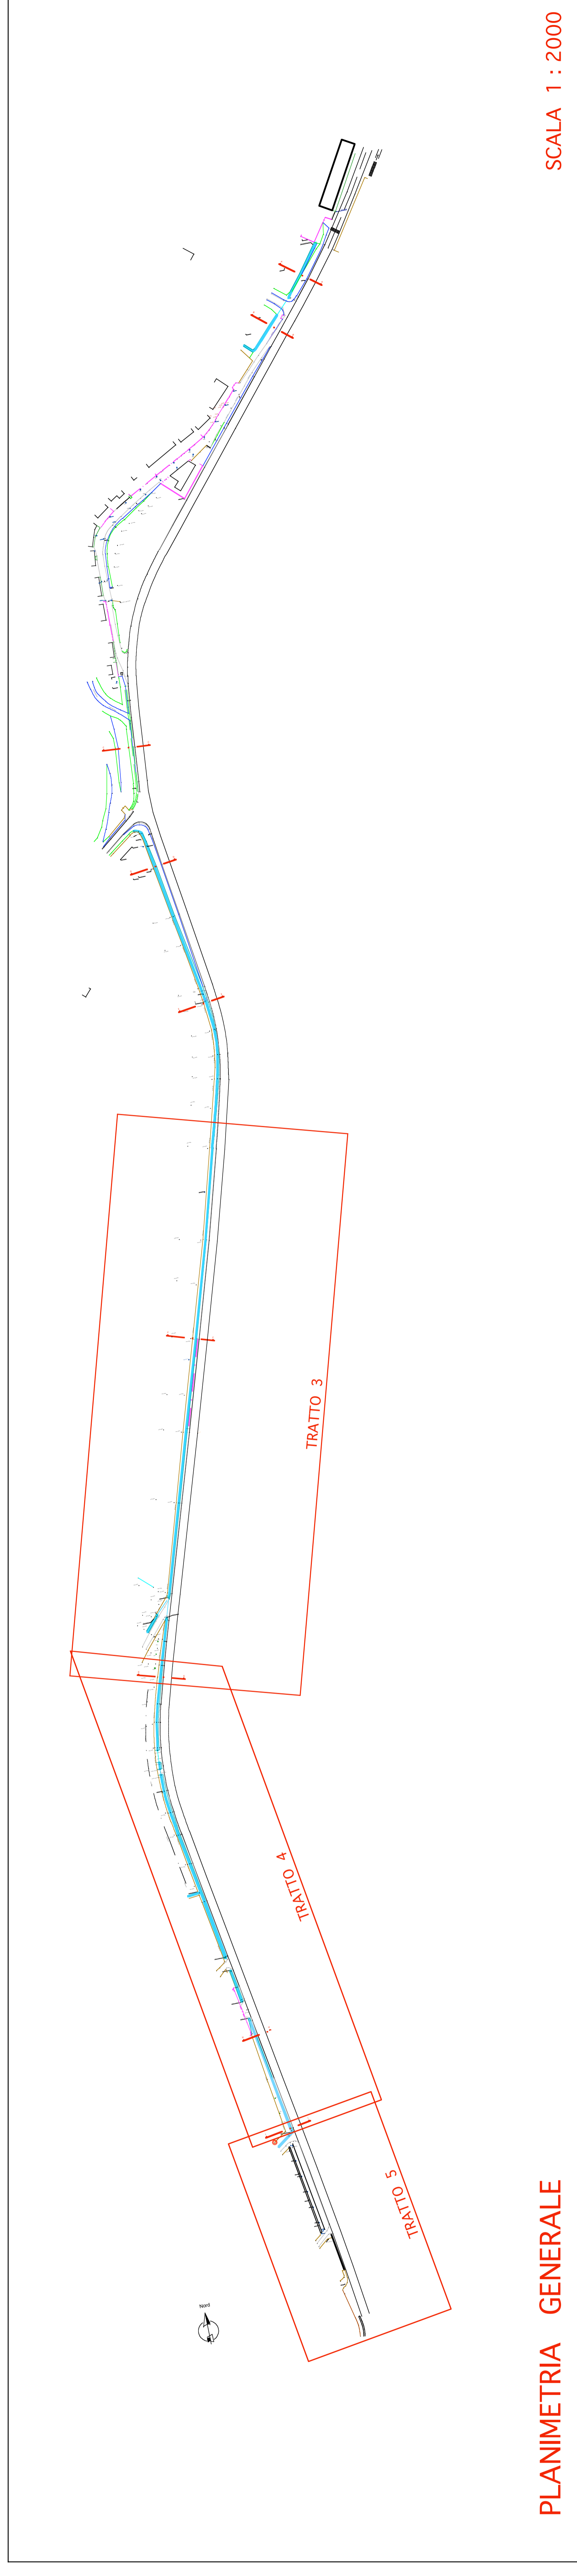 SCALA 1 : 2000
TRATTO 3
TRATTO 4
TRATTO 5
Nord
PLANIMETRIA GENERALE